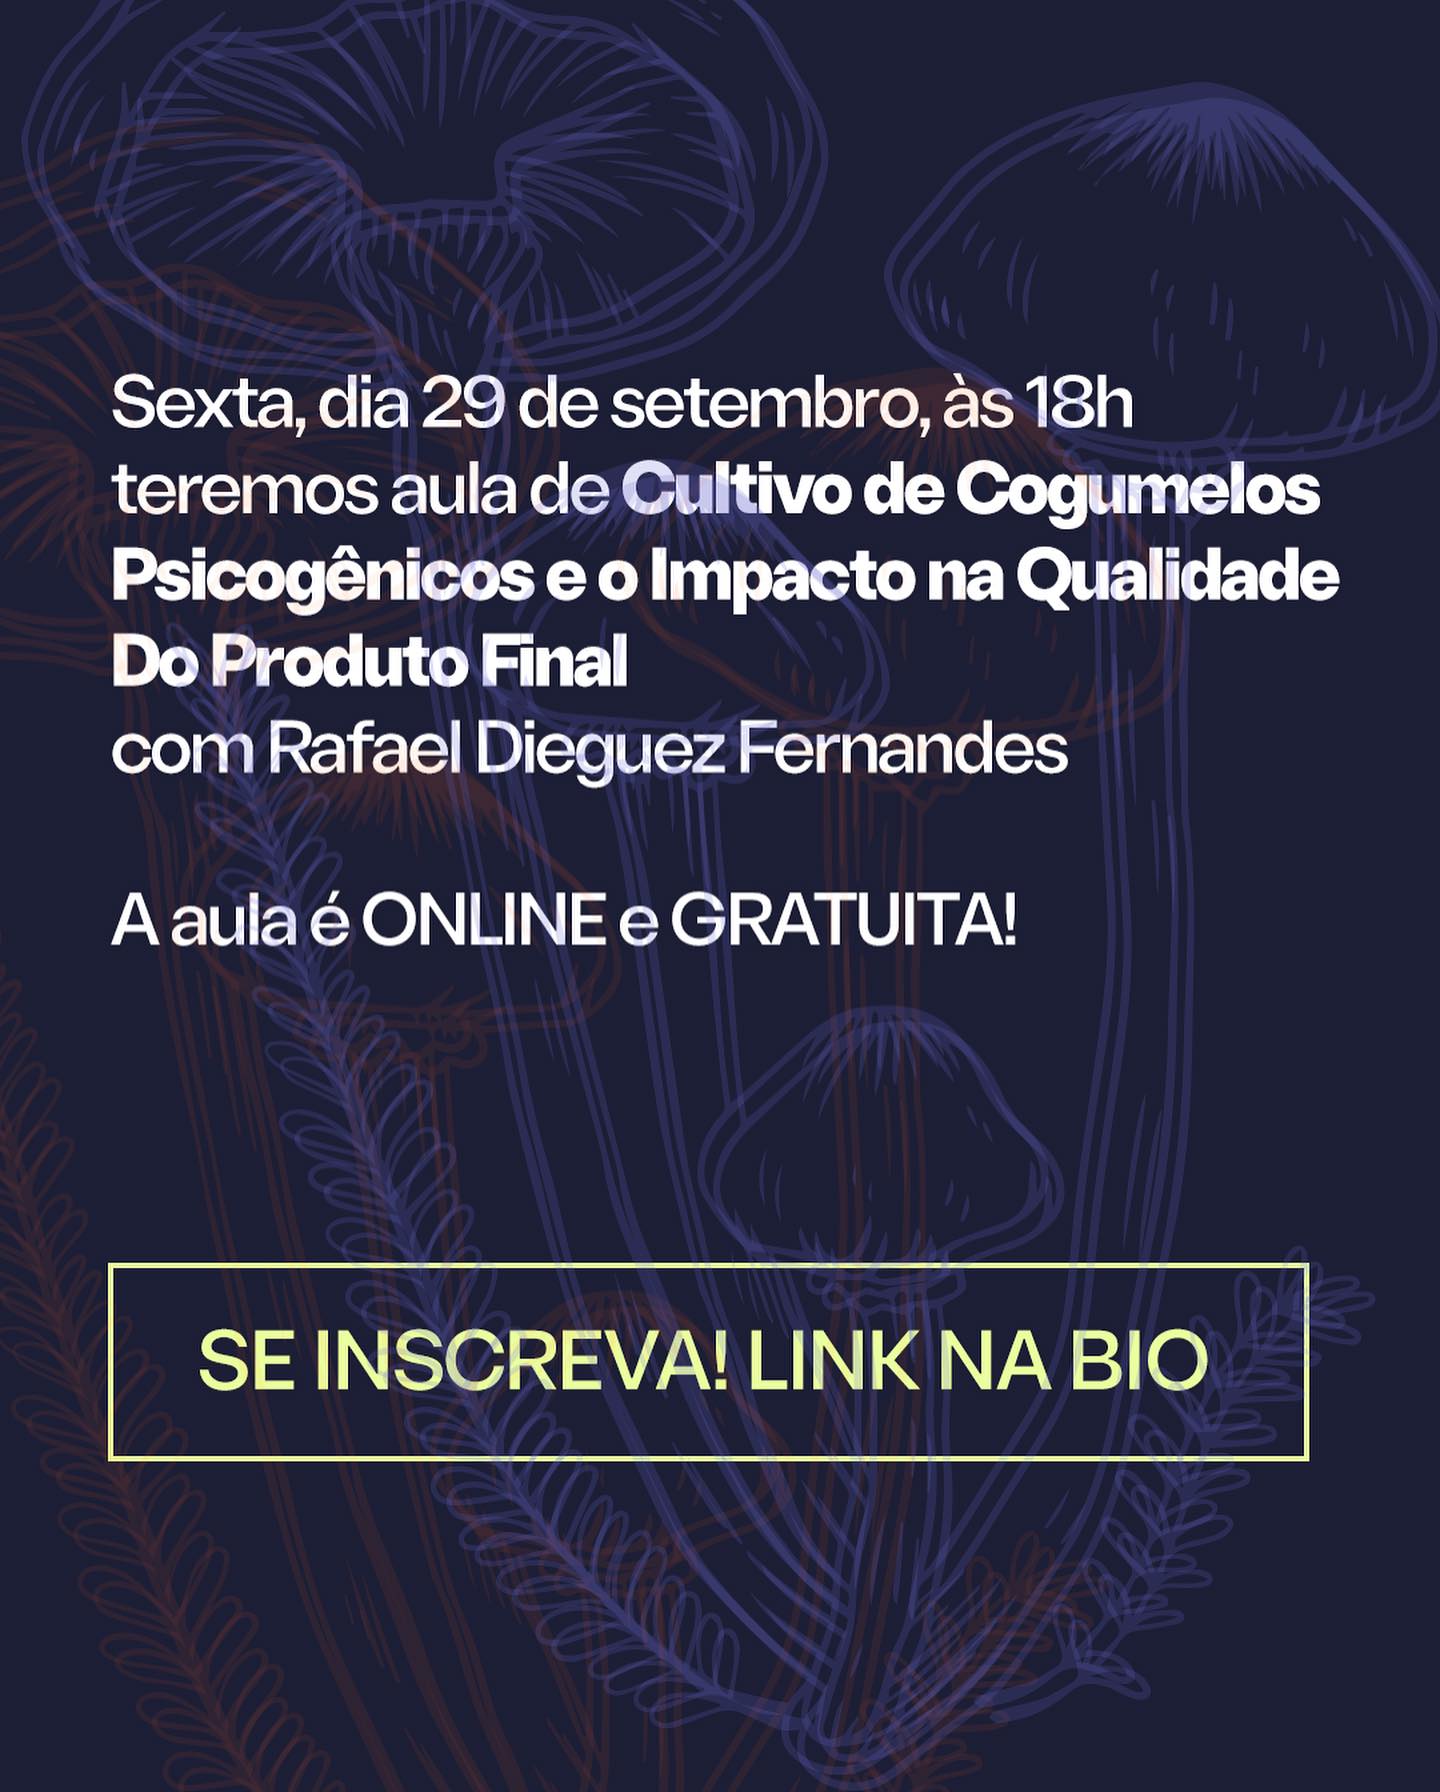 Sexta, dia 29 de setembro, às 18h
teremos aula de Cultivo de Cogumelos
Psicogênicos e o Impacto na Qualidade
Do Produto Final
com Rafael Dieguez Fernandes
A aula é ONLINE e GRATUITA!
SE INSCREVA! LINK NA BIO